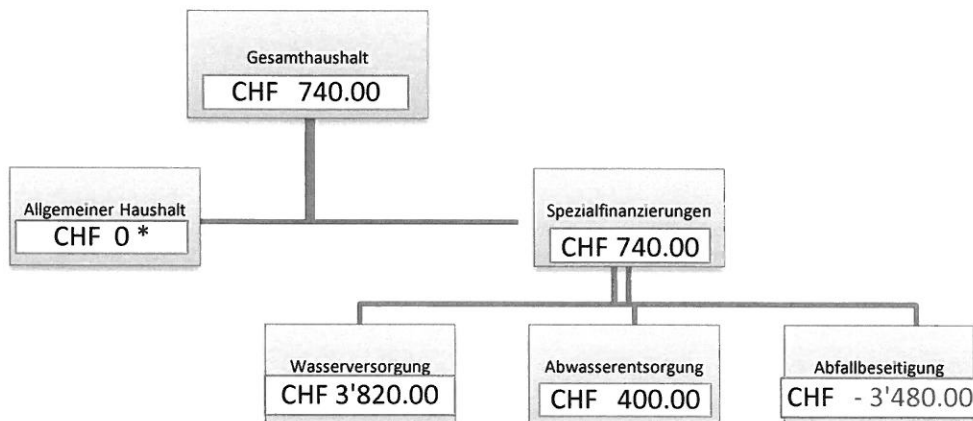 Gesamthaushalt
CHF 740.00
Allgemeiner Haushalt
CHF 0 *
Spezialfinanzierungen
CHF 740.00
Wasserversorgung
CHF 3'820.00
Abwasserentsorgung
CHF 400.00
Abfallbeseitigung
CHF - 3'480.00